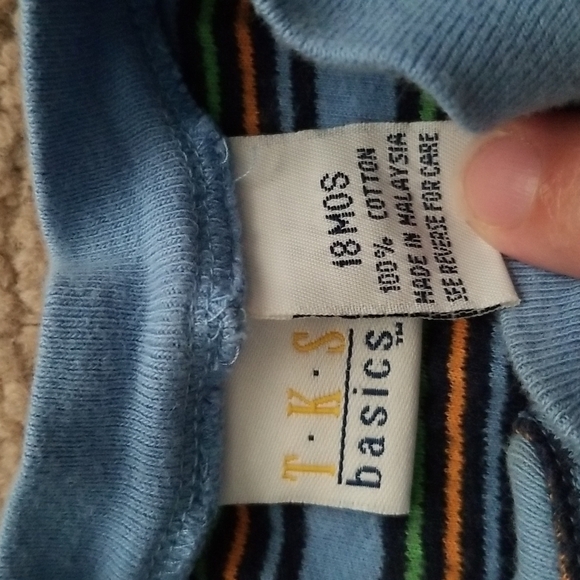 18 MOS
100% COTTON
MADE IN MALAYSIA
SEE REVERSE FOR CARE
T·K·S
basics